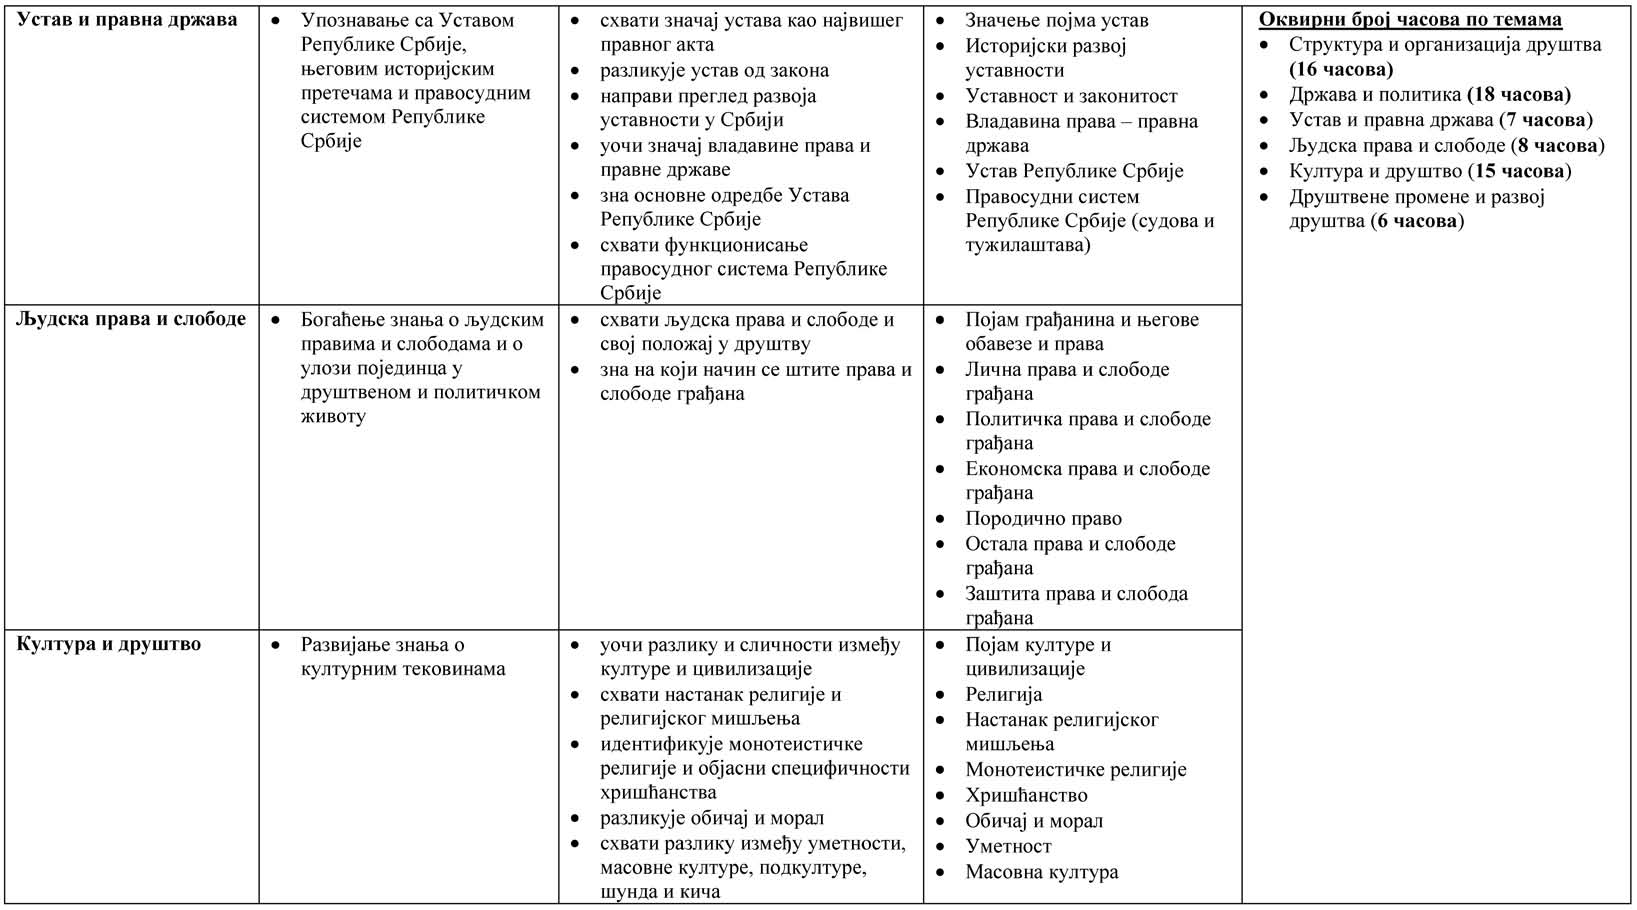 Устав и правна држава
• Упознавање са Уставом
Републике Србије,
његовим историјским
претечама и правосудним
системом Републике
Србије
• схвати значај устава као највишег
правног акта
• разликује устав од закона
• направи преглед развоја
уставности у Србији
• уочи значај владавине права и
правне државе
• зна основне одредбе Устава
Републике Србије
• схвати функционисање
правосудног система Републике
Србије
• Значење појма устав
• Историјски развој
уставности
• Уставност и законитост
• Владавина права – правна
држава
• Устав Републике Србије
• Правосудни систем
Републике Србије (судова и
тужилаштава)
Оквирни број часова по темама
• Структура и организација друштва
(16 часова)
• Држава и политика (18 часова)
• Устав и правна држава (7 часова)
• Људска права и слободе (8 часова)
• Култура и друштво (15 часова)
• Друштвене промене и развој
друштва (6 часова)
Људска права и слободе
• Богаћење знања о људским
правима и слободама и о
улози појединца у
друштвеном и политичком
животу
• схвати људска права и слободе и
свој положај у друштву
• зна на који начин се штите права и
слободе грађана
• Појам грађанина и његове
обавезе и права
• Лична права и слободе
грађана
• Политичка права и слободе
грађана
• Економска права и слободе
грађана
• Породично право
• Остала права и слободе
грађана
• Заштита права и слобода
грађана
Култура и друштво
• Развијање знања о
културним тековинама
• уочи разлику и сличности између
културе и цивилизације
• схвати настанак религије и
религијског мишљења
• идентификује монотеистичке
религије и објасни специфичности
хришћанства
• разликује обичај и морал
• схвати разлику између уметности,
масовне културе, подкултуре,
шунда и кича
• Појам културе и
цивилизације
• Религија
• Настанак религијског
мишљења
• Монотеистичке религије
• Хришћанство
• Обичај и морал
• Уметност
• Масовна култура